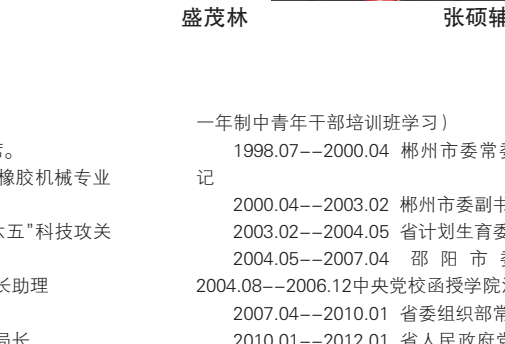 盛茂林
张硕辅
席。
橡胶机械专业
六五”科技攻关
长助理
局长
一年制中青年干部培训班学习）
1998.07--2000.04 郴州市委常委
记
2000.04--2003.02 郴州市委副书
2003.02--2004.05 省计划生育委
2004.05--2007.04 邵阳市委
2004.08--2006.12中央党校函授学院
2007.04--2010.01 省委组织部常
2010.01--2012.01 省人民政府党